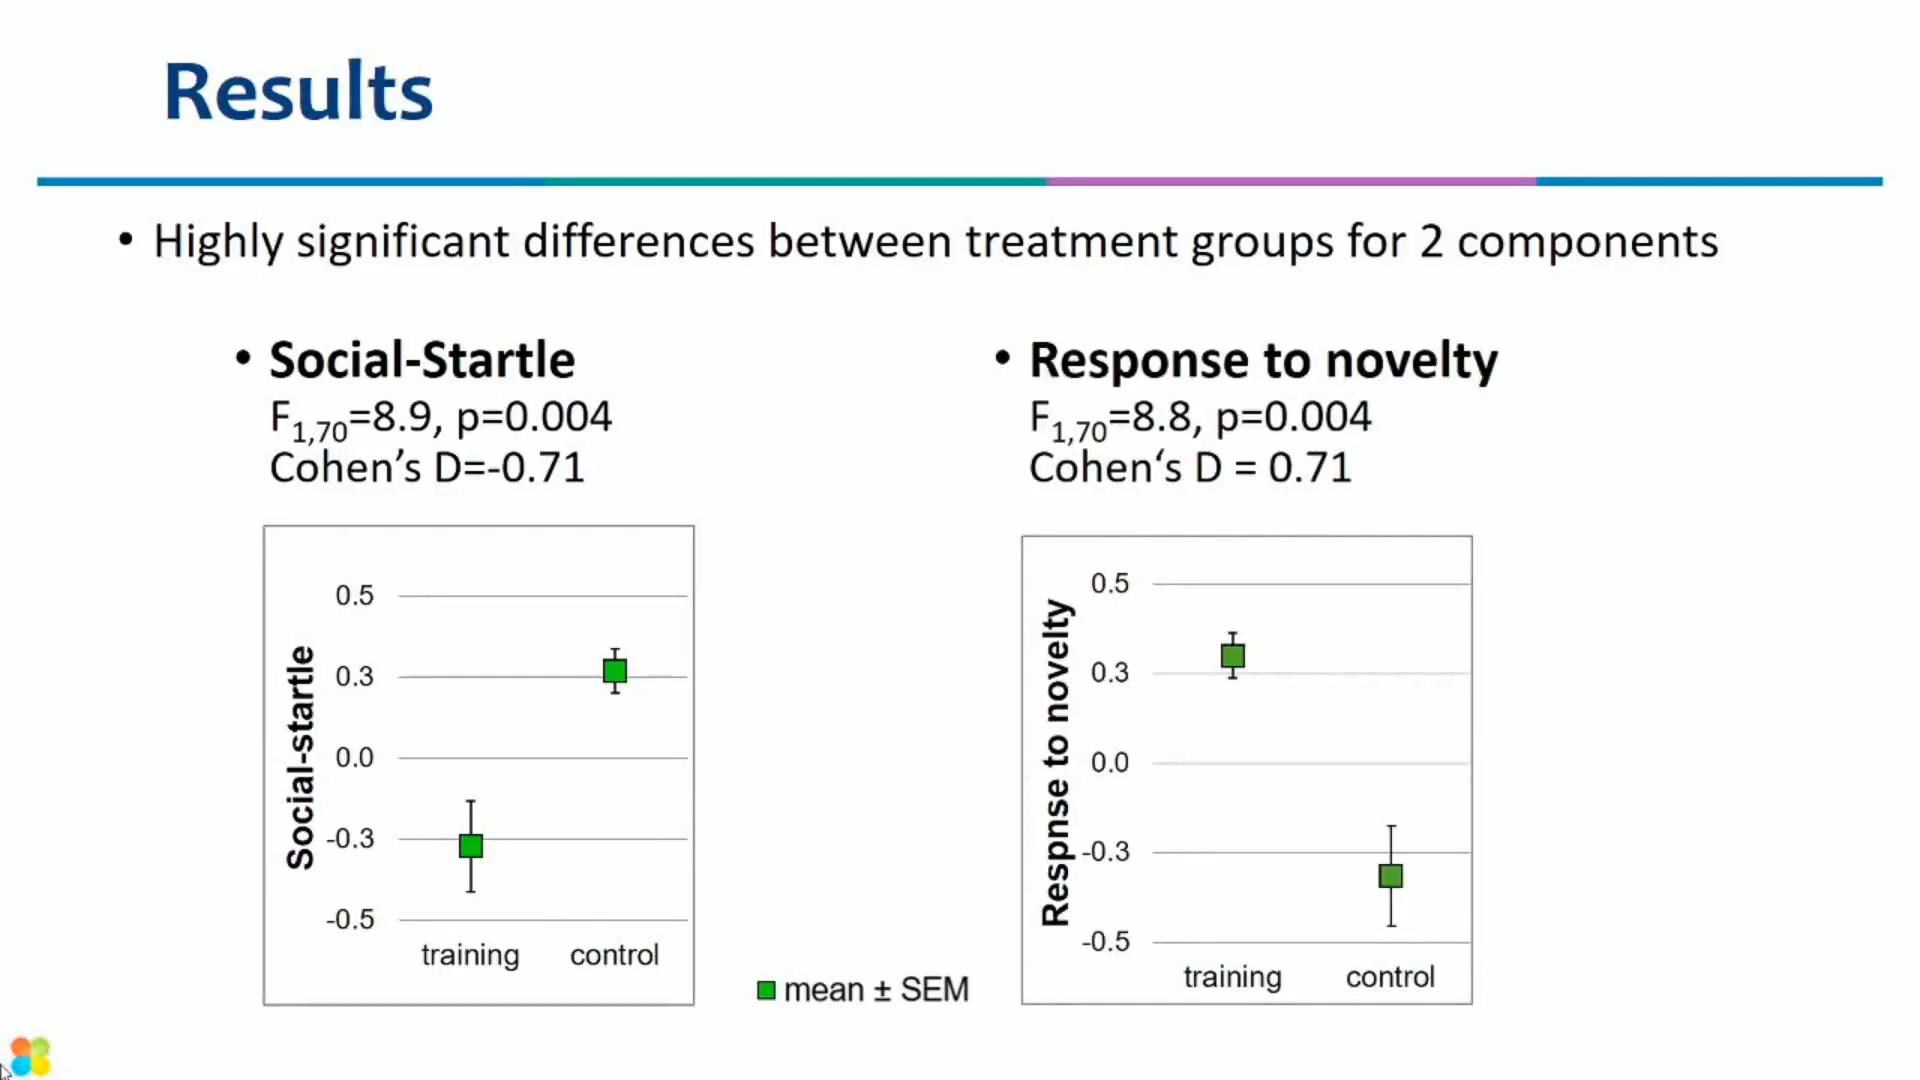 Results
• Highly significant differences between treatment groups for 2 components
• Social-Startle
F1,70=8.9, p=0.004
Cohen’s D=-0.71
• Response to novelty
F1,70=8.8, p=0.004
Cohen‘s D = 0.71
Social-startle
0.5
0.3
0.0
-0.3
-0.5
training control
mean ± SEM
Respnse to novelty
0.5
0.3
0.0
-0.3
-0.5
training control